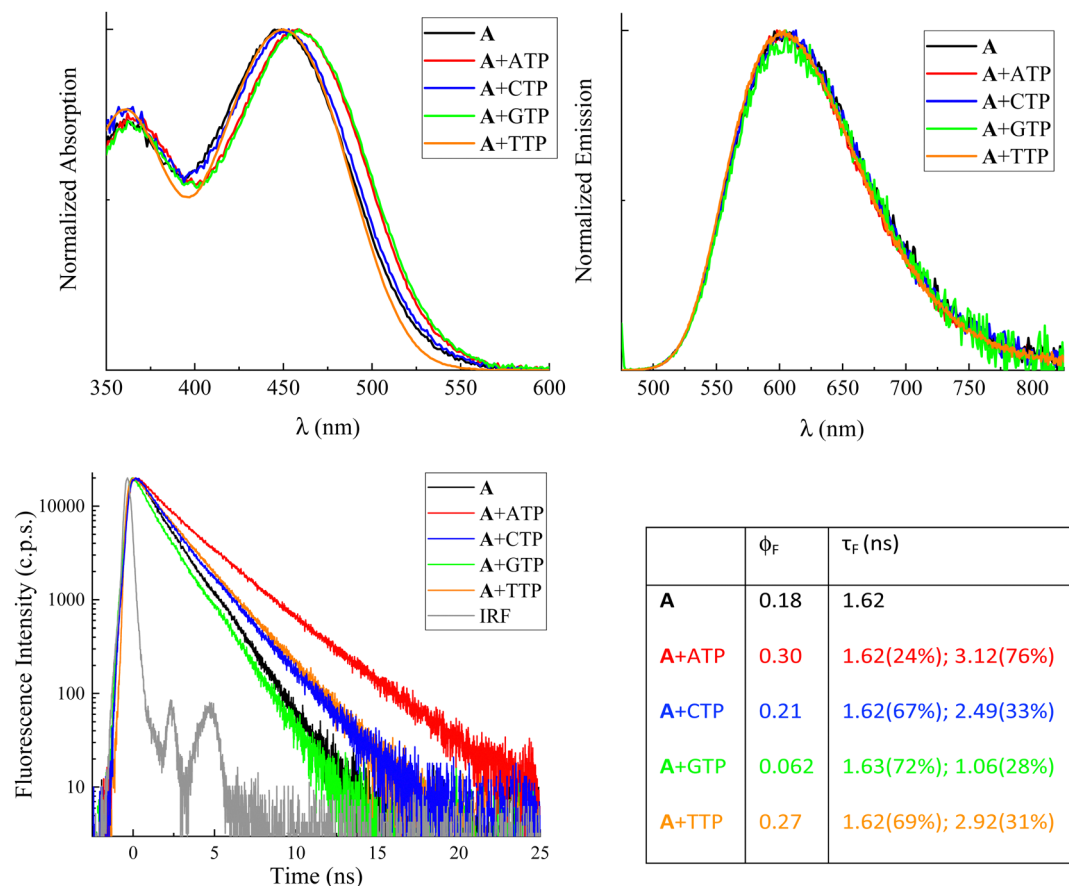 Normalized Absorption
A
A+ATP
A+CTP
A+GTP
A+TTP
350 400 450 500 550 600
λ (nm)
Normalized Emission
A
A+ATP
A+CTP
A+GTP
A+TTP
500 550 600 650 700 750 800
λ (nm)
Fluorescence Intensity (c.p.s.)
10000
1000
100
10
A
A+ATP
A+CTP
A+GTP
A+TTP
IRF
0 5 10 15 20 25
Time (ns)
ϕF τF (ns)
A 0.18 1.62
A+ATP 0.30 1.62(24%); 3.12(76%)
A+CTP 0.21 1.62(67%); 2.49(33%)
A+GTP 0.062 1.63(72%); 1.06(28%)
A+TTP 0.27 1.62(69%); 2.92(31%)